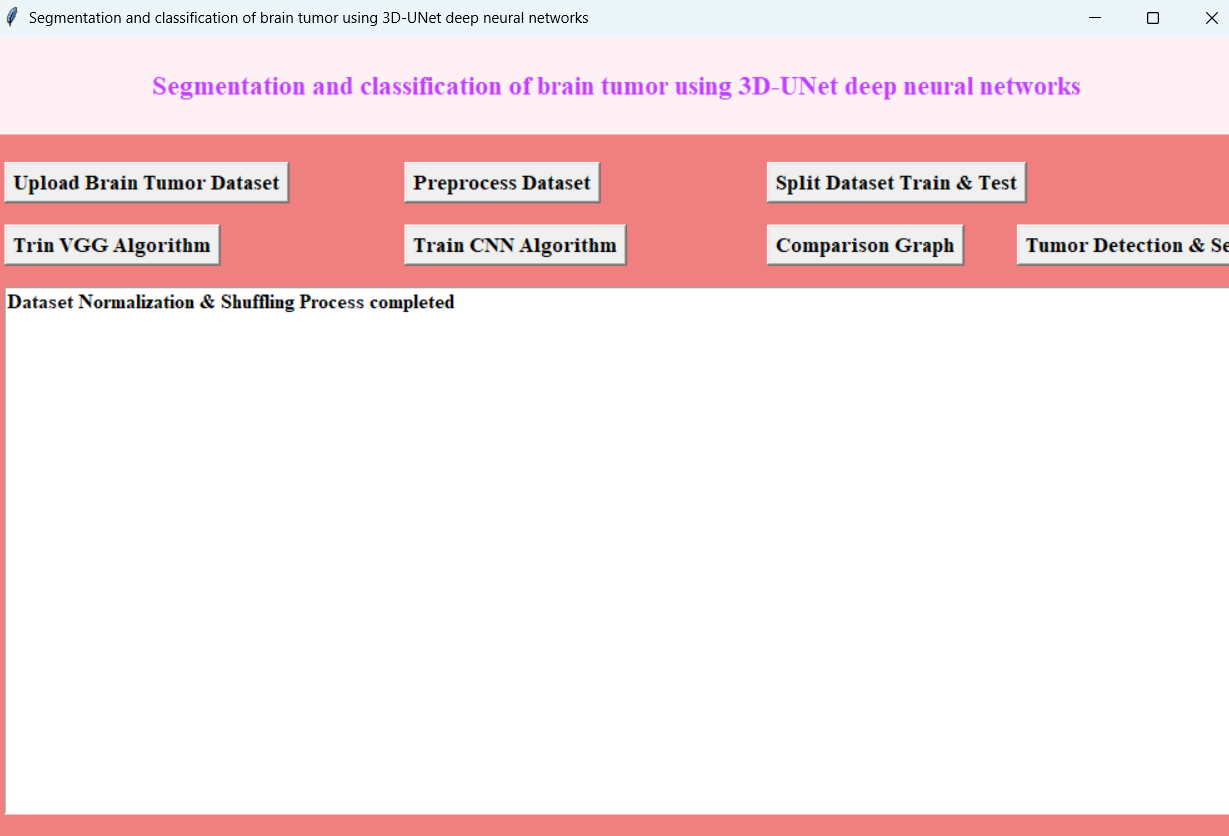 Segmentation and classification of brain tumor using 3D-UNet deep neural networks
Segmentation and classification of brain tumor using 3D-UNet deep neural networks
Upload Brain Tumor Dataset Preprocess Dataset Split Dataset Train & Test
Trin VGG Algorithm Train CNN Algorithm Comparison Graph Tumor Detection &
Dataset Normalization & Shuffling Process completed